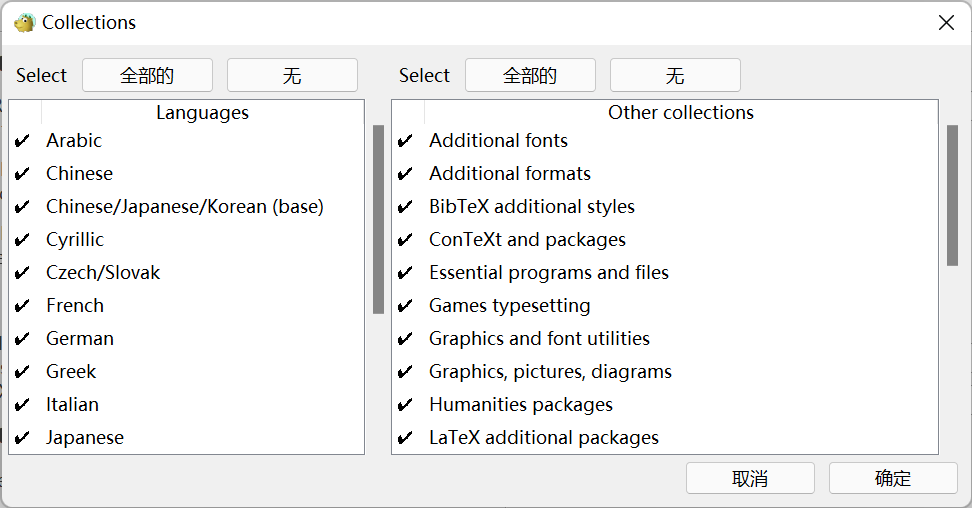 Collections
Select 全部的 无 Select 全部的 无
Languages
Arabic
Chinese
Chinese/Japanese/Korean (base)
Cyrillic
Czech/Slovak
French
German
Greek
Italian
Japanese
Other collections
Additional fonts
Additional formats
BibTeX additional styles
ConTeXt and packages
Essential programs and files
Games typesetting
Graphics and font utilities
Graphics, pictures, diagrams
Humanities packages
LaTeX additional packages
取消 确定